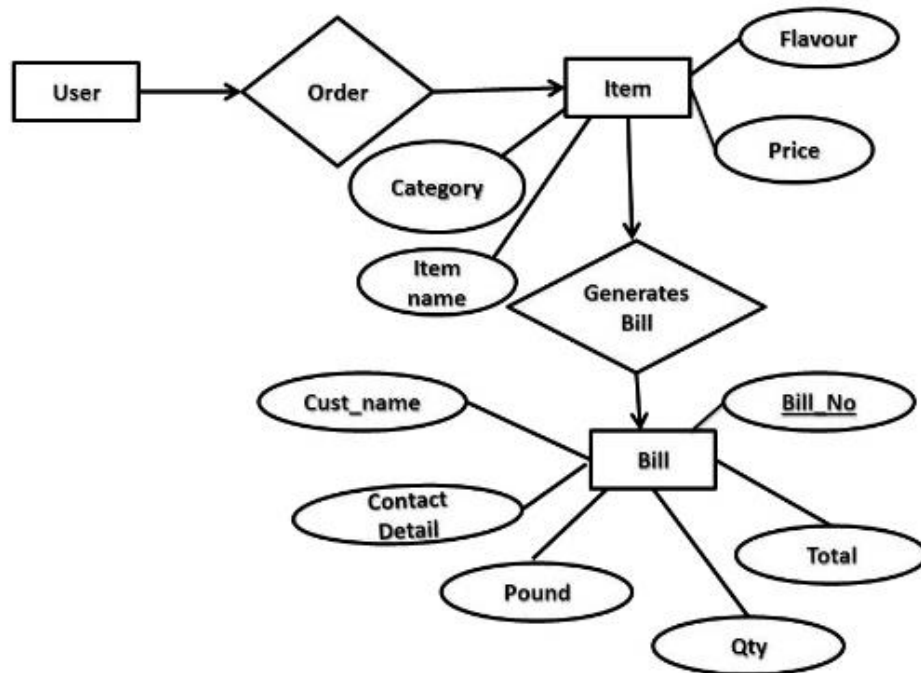 Flavour
User
Order
Item
Price
Category
Item
name
Generates
Bill
Cust_name
Bill_No
Bill
Contact
Detail
Total
Pound
Qty